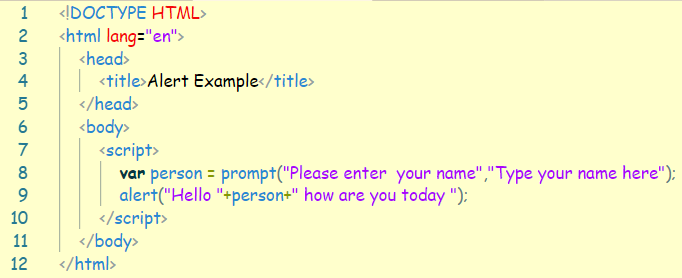 1 <!DOCTYPE HTML>
2 <html lang="en">
3 <head>
4 <title>Alert Example</title>
5 </head>
6 <body>
7 <script>
8 var person = prompt("Please enter  your name","Type your name here");
9 alert("Hello "+person+" how are you today ");
10 </script>
11 </body>
12 </html>